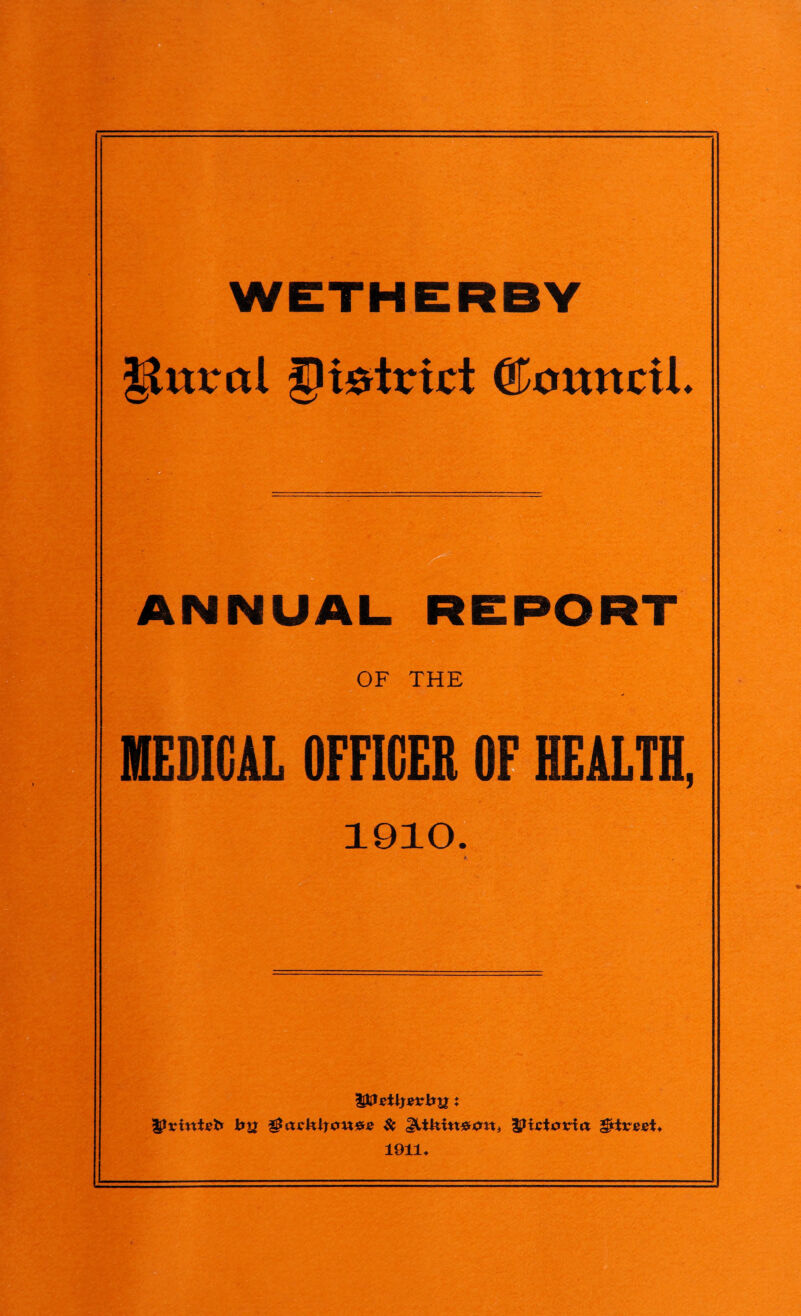 WETHERBY
Rural District Council.
ANNUAL REPORT
OF THE
MEDICAL OFFICER OF HEALTH,
1910.
Wetherby:
Printed by Backhouse & Atkinson, Victoria Street.
1911.